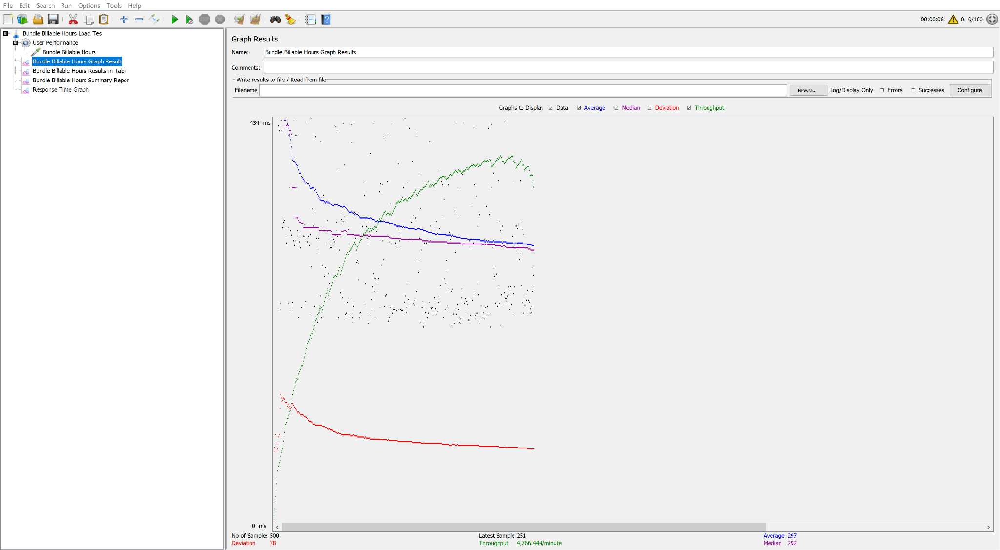 File Edit Search Run Options Tools Help
STOP
00:00:06 0 0/100
Bundle Billable Hours Load Tes
User Performance
Bundle Billable Hours
Bundle Billable Hours Graph Results
Bundle Billable Hours Results in Tabl
Bundle Billable Hours Summary Repor
Response Time Graph
Graph Results
Name: Bundle Billable Hours Graph Results
Comments:
Write results to file / Read from file
Filename Browse... Log/Display Only: Errors Successes Configure
Graphs to Display Data Average Median Deviation Throughput
434 ms
0 ms
No of Samples 500 Latest Sample 251 Average 297
Deviation 78 Throughput 4,766.444/minute Median 292